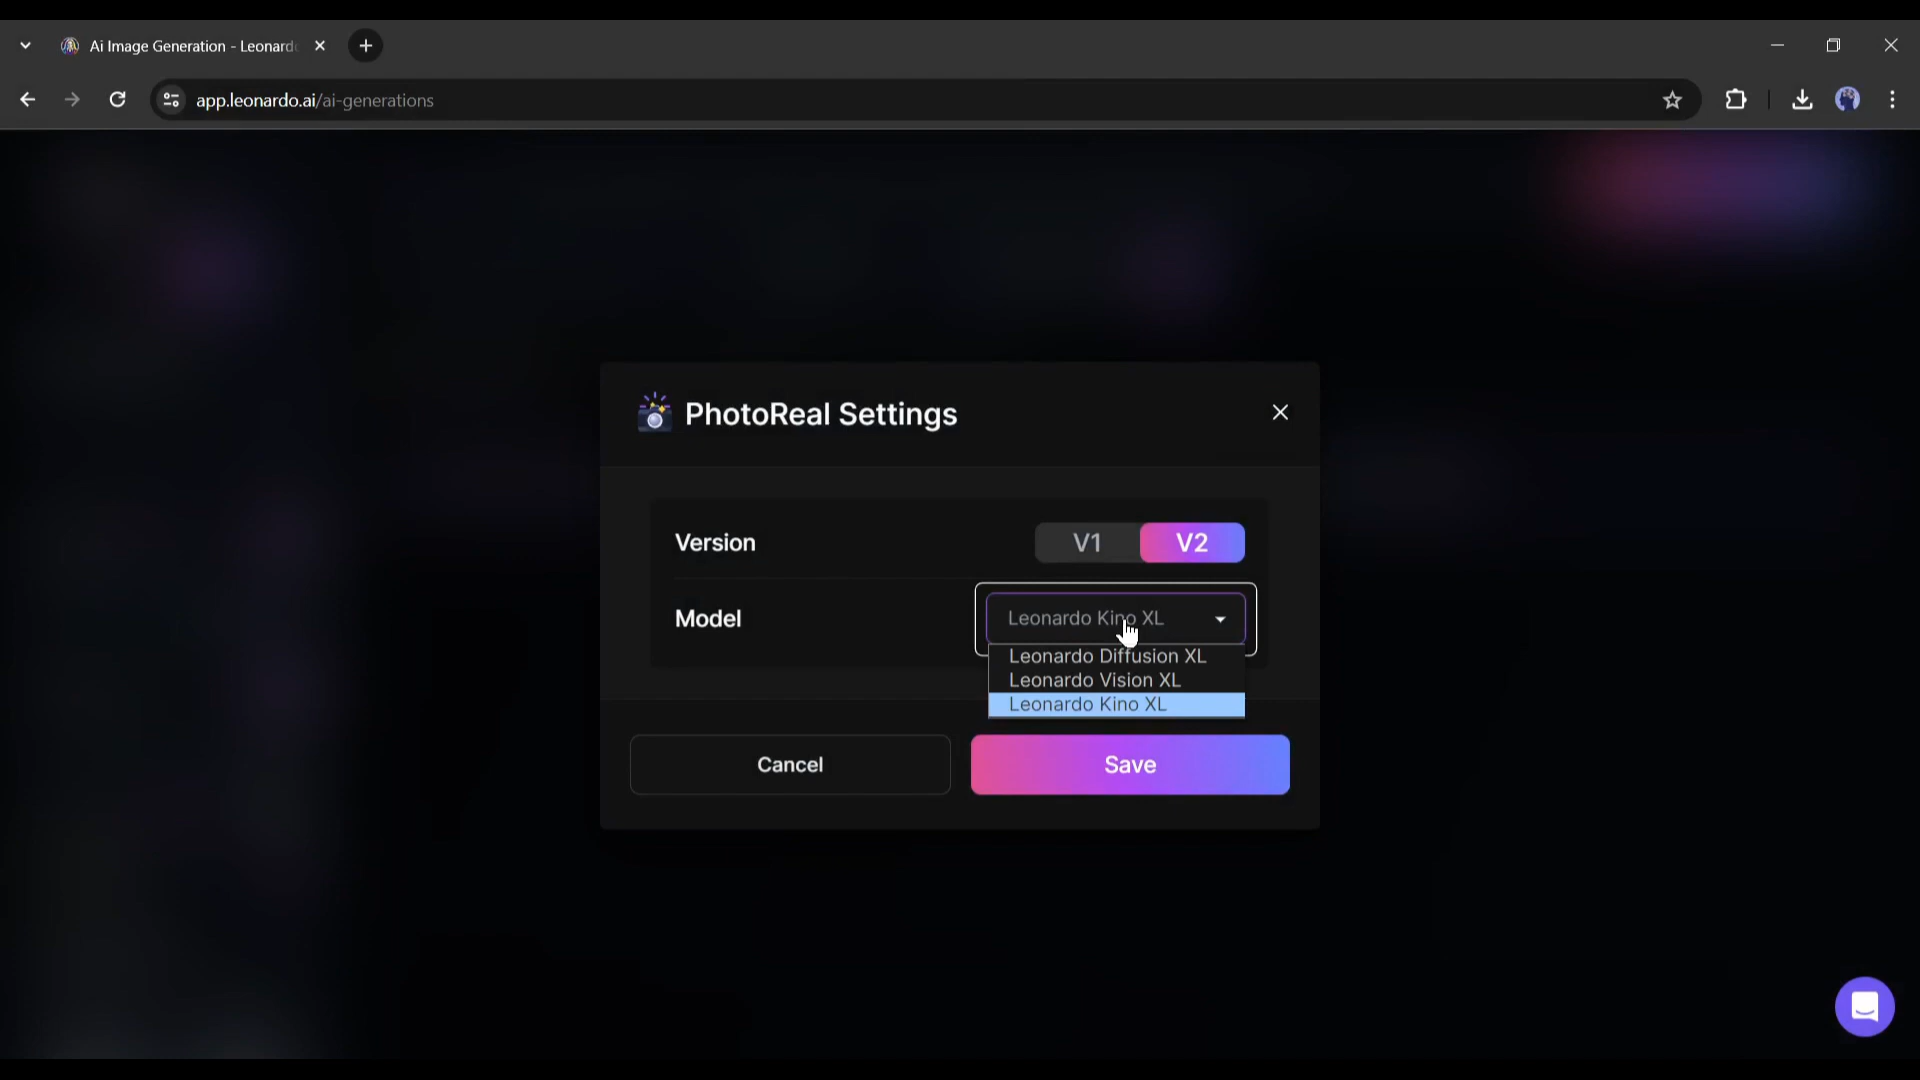 Ai Image Generation - Leonard
app.leonardo.ai/ai-generations
PhotoReal Settings
Version
V1
V2
Model
Leonardo Kino XL
Leonardo Diffusion XL
Leonardo Vision XL
Leonardo Kino XL
Cancel
Save